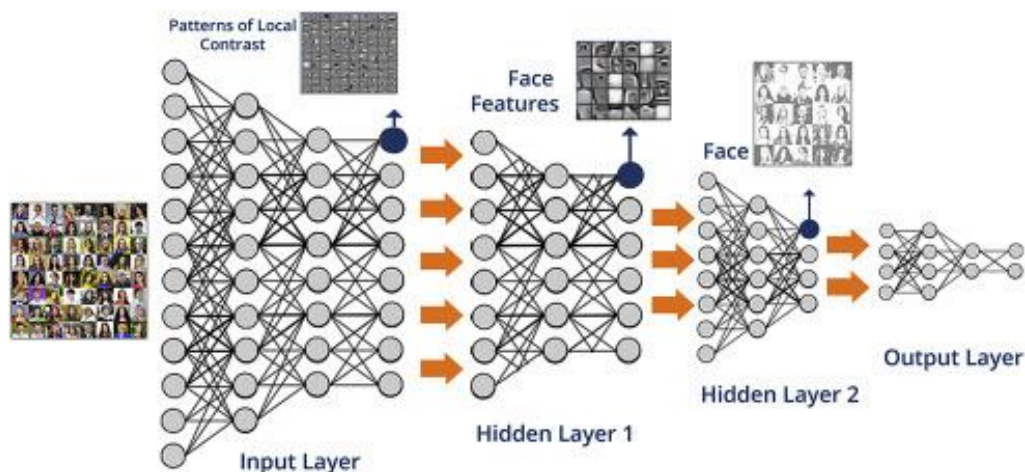 Patterns of Local
Contrast
Face
Features
Face
Input Layer
Hidden Layer 1
Hidden Layer 2
Output Layer